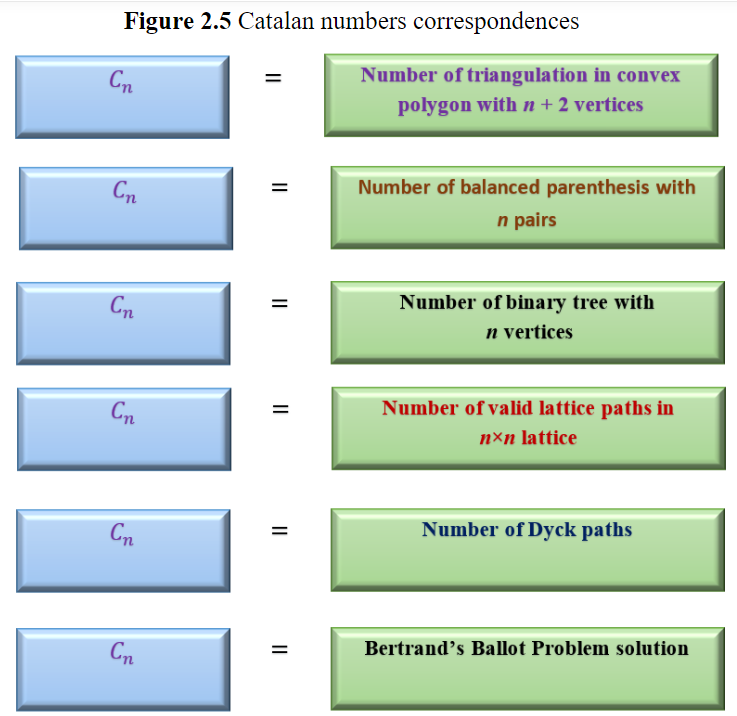 Figure 2.5 Catalan numbers correspondences
Cₙ = Number of triangulation in convex
polygon with n + 2 vertices
Cₙ = Number of balanced parenthesis with
n pairs
Cₙ = Number of binary tree with
n vertices
Cₙ = Number of valid lattice paths in
n×n lattice
Cₙ = Number of Dyck paths
Cₙ = Bertrand’s Ballot Problem solution